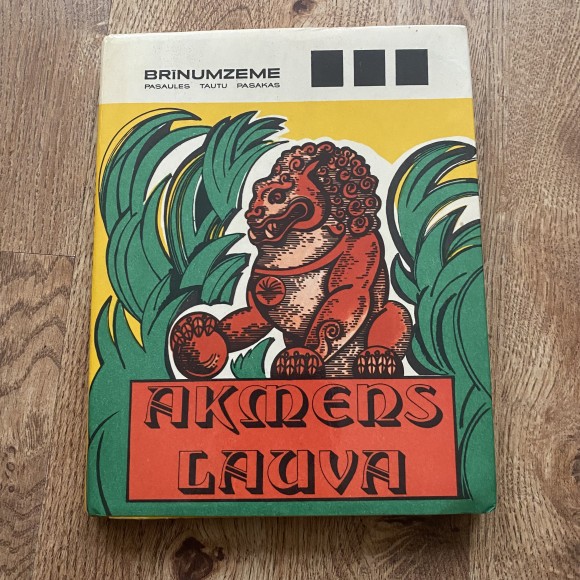 BRĪNUMZEME
PASAULES TAUTU PASAKAS
AKMENS
LAUVA